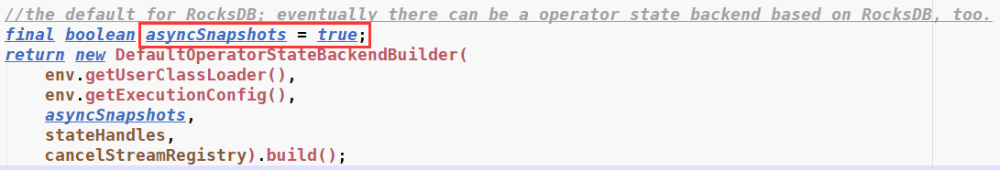 //the default for RocksDB; eventually there can be a operator state backend based on RocksDB, too.
final boolean asyncSnapshots = true;
return new DefaultOperatorStateBackendBuilder(
env.getUserClassLoader(),
env.getExecutionConfig(),
asyncSnapshots,
stateHandles,
cancelStreamRegistry).build();